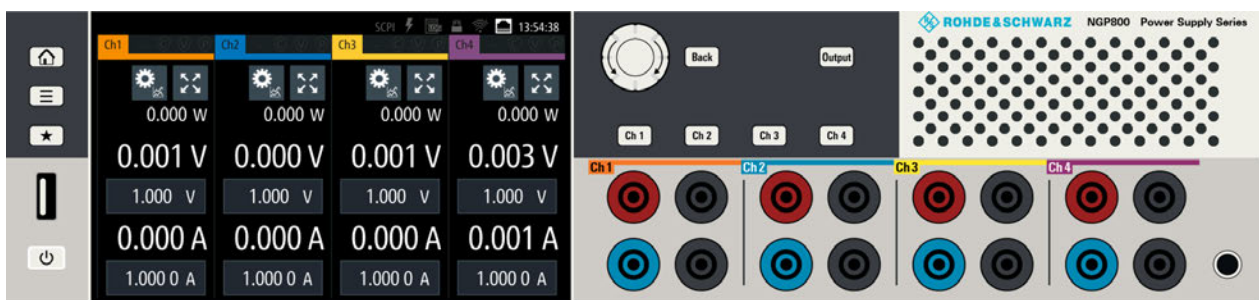 SCPI 13:54:38
Ch1 Ch2 Ch3 Ch4
0.000 W 0.000 W 0.000 W 0.000 W
0.001 V 0.000 V 0.001 V 0.003 V
1.000 V 1.000 V 1.000 V 1.000 V
0.000 A 0.000 A 0.000 A 0.001 A
1.000 0 A 1.000 0 A 1.000 0 A 1.000 0 A
Back Output
Ch 1 Ch 2 Ch 3 Ch 4
ROHDE&SCHWARZ NGP800 Power Supply Series
Ch1 Ch2 Ch3 Ch4